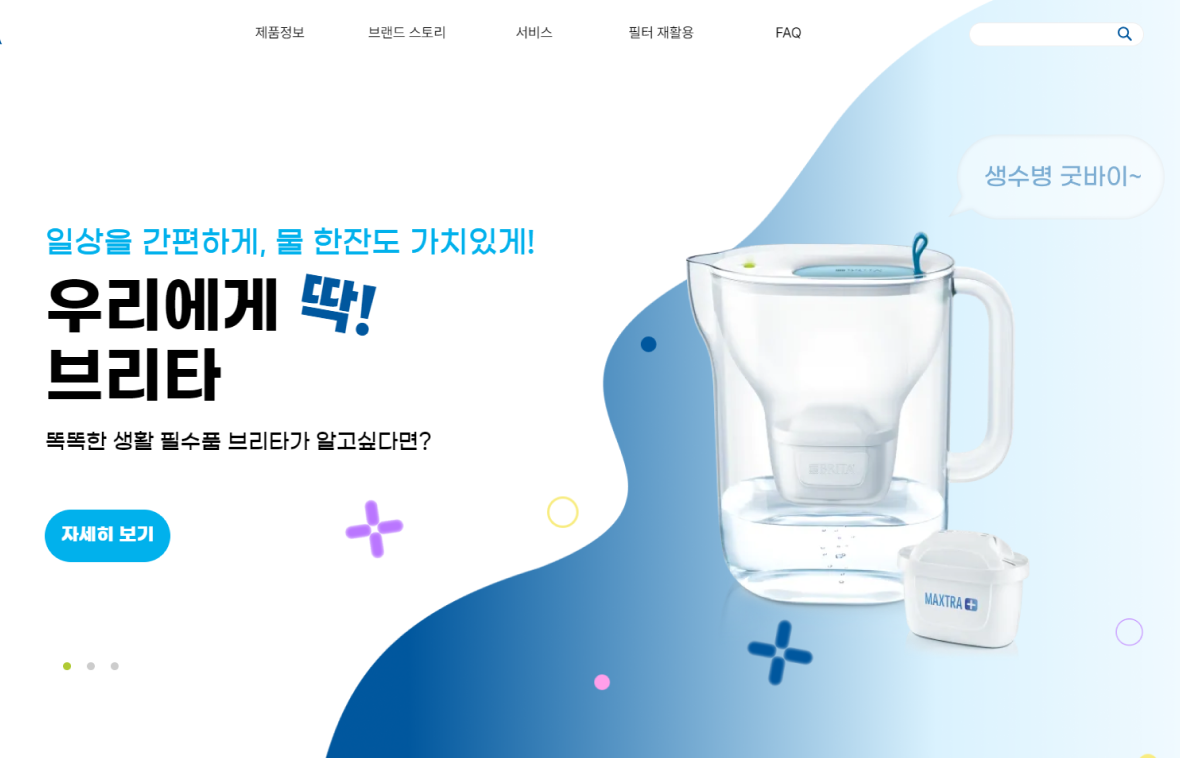 제품정보 브랜드 스토리 서비스 필터 재활용 FAQ
생수병 굿바이~
일상을 간편하게, 물 한잔도 가치있게!
우리에게 딱!
브리타
똑똑한 생활 필수품 브리타가 알고싶다면?
자세히 보기
MAXTRA
BRITA
MAXTRA